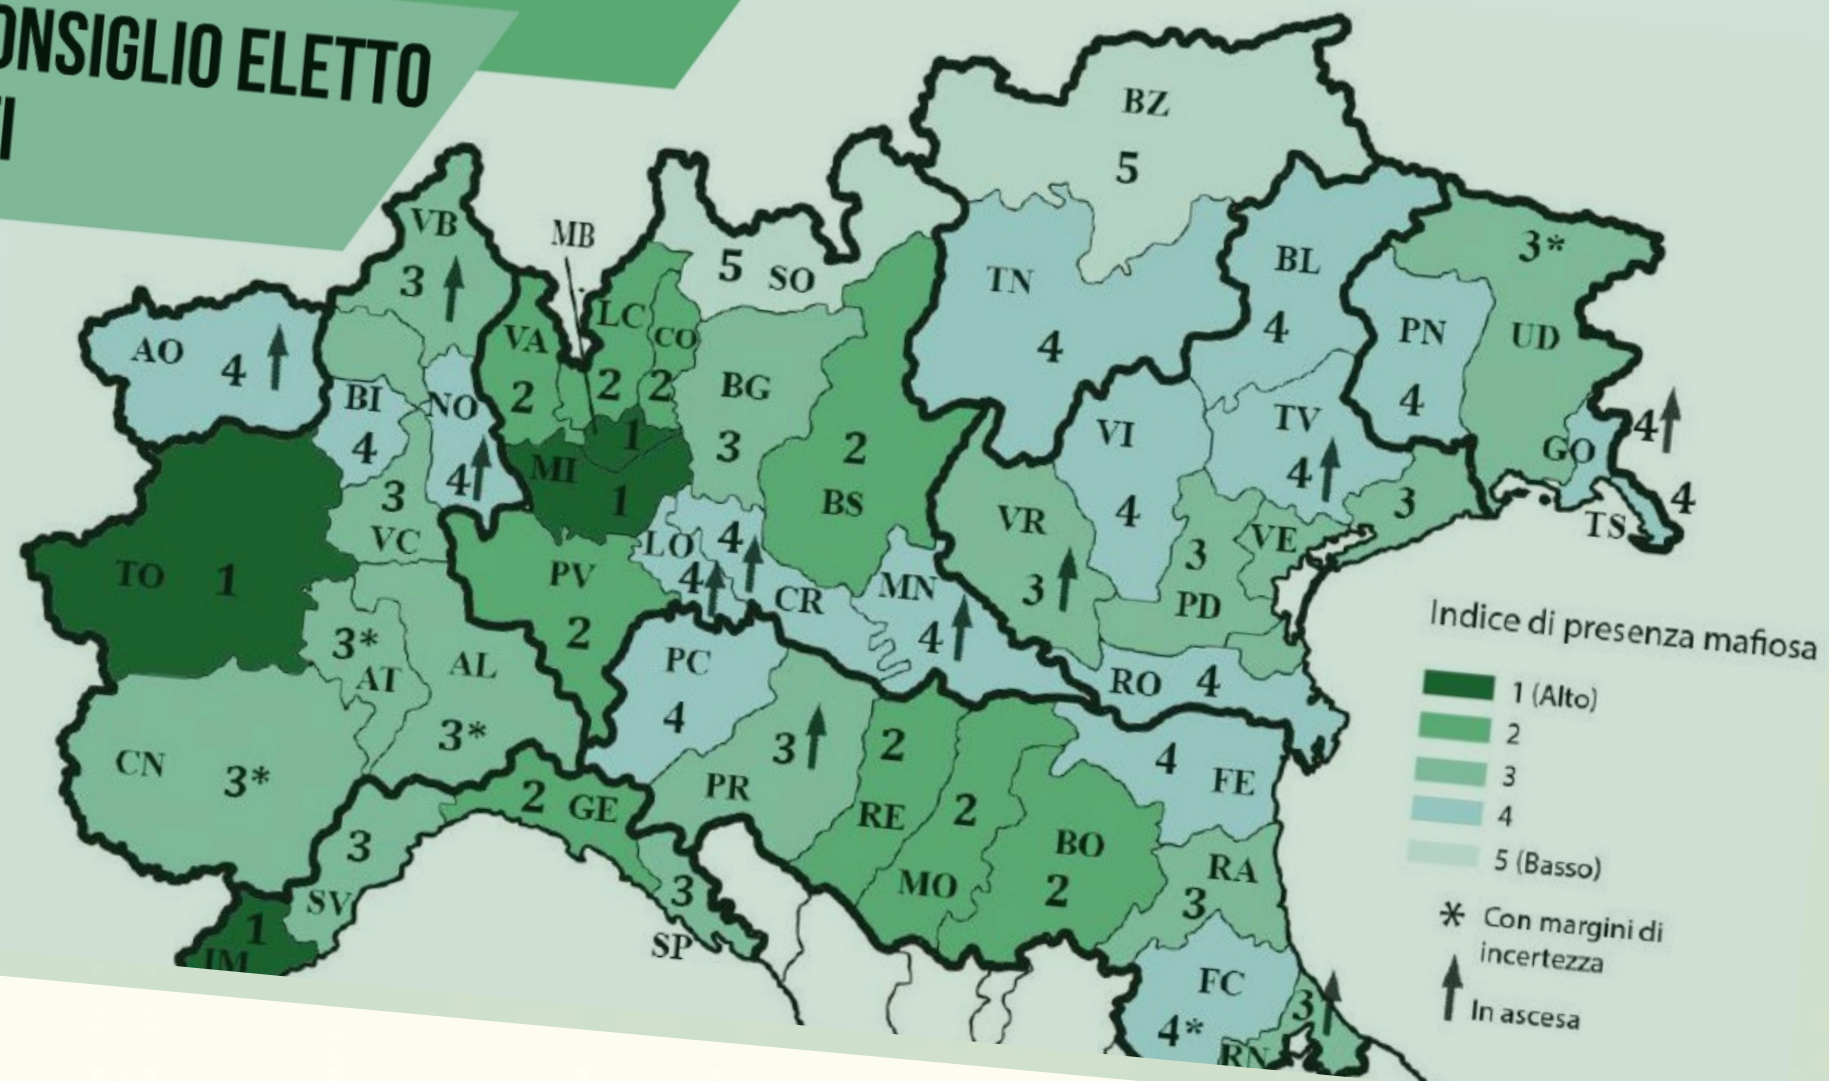 ONSIGLIO ELETTO
BZ
5
VB
3
MB
5 SO
TN
4
BL
4
3*
PN
4
UD
AO 4
VA
2
LC
2
CO
2
BG
3
BI
4
NO
4
MI
1
1
2
BS
VI
4
TV
4
GO
4
4
TS
3
VC
VR
3
3
PD
VE
3
TO 1
PV
2
LO
4
4
CR
MN
4
3*
AT
AL
3*
PC
4
RO 4
CN 3*
PR
3
2
RE
2
MO
BO
2
4 FE
2 GE
3
SV
1
IM
3
SP
RA
3
FC
4*
3
RN
Indice di presenza mafiosa
1 (Alto)
2
3
4
5 (Basso)
* Con margini di
incertezza
In ascesa